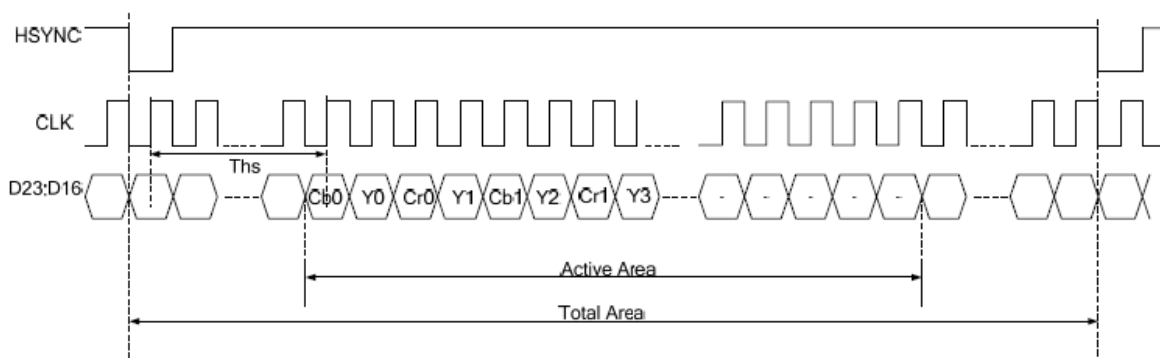 HSYNC
CLK
Ths
D23;D16
Cb0 Y0 Cr0 Y1 Cb1 Y2 Cr1 Y3 - - - - -
Active Area
Total Area